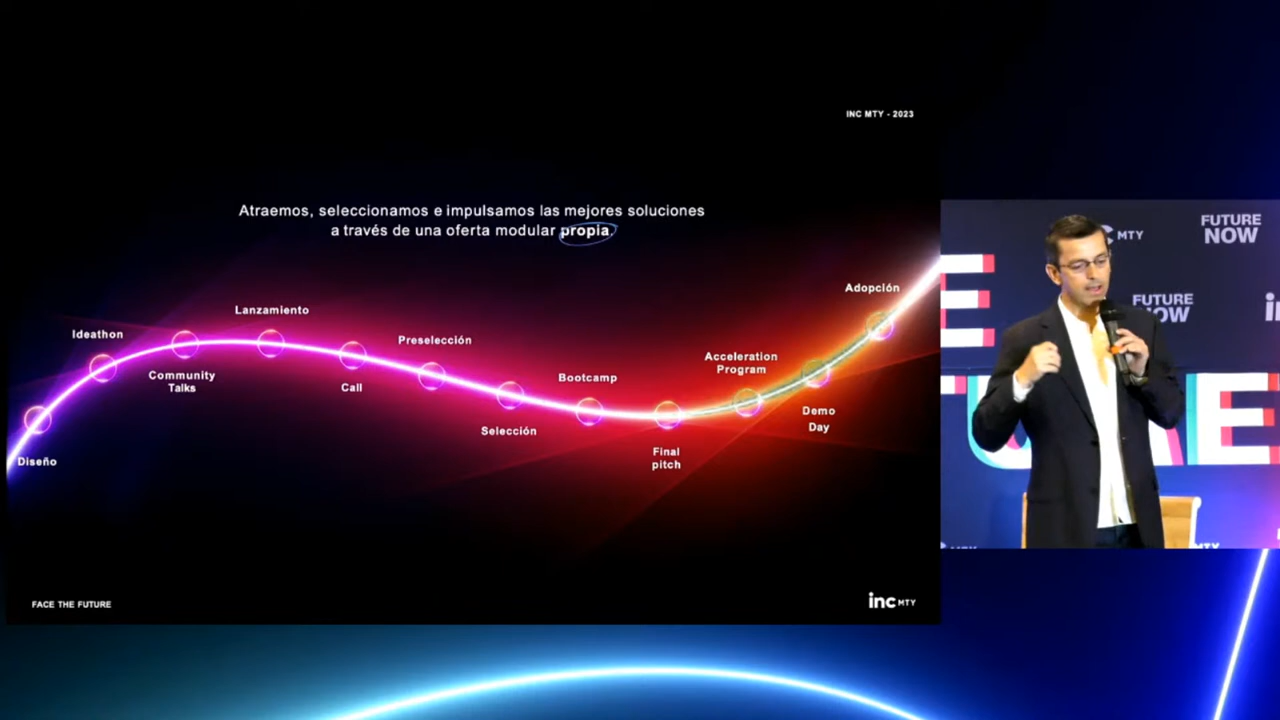 INC MTY - 2023
Atraemos, seleccionamos e impulsamos las mejores soluciones
a través de una oferta modular propia.
Diseño
Ideathon
Community
Talks
Lanzamiento
Call
Preselección
Selección
Bootcamp
Final
pitch
Acceleration
Program
Demo
Day
Adopción
FACE THE FUTURE
inc MTY
MTY
FUTURE
NOW
FUTURE
NOW
MTY